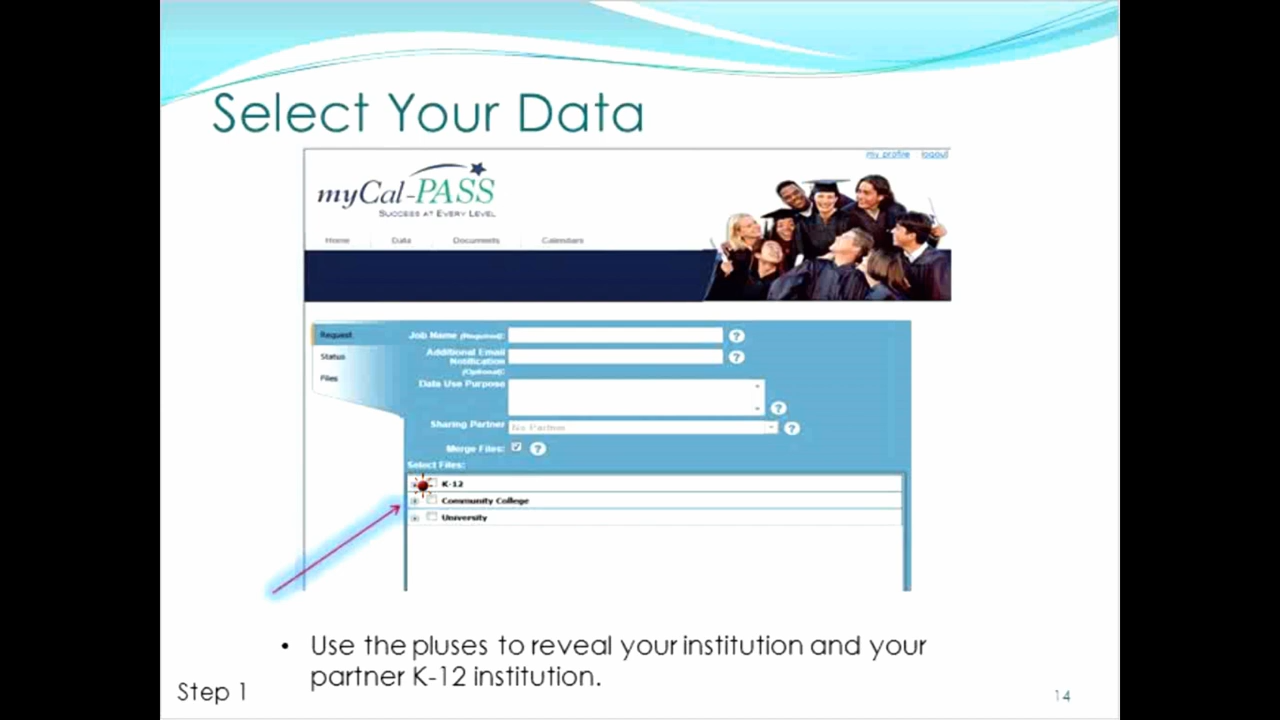 Select Your Data
my profile logout
myCal-PASS
SUCCESS AT EVERY LEVEL
Home Data Documents Calendars
Request
Status
Files
Job Name (Required):
Additional Email
Notification
(Optional):
Data Use Purpose
Sharing Partner No Partner
Merge Files:
Select Files:
K-12
Community College
University
• Use the pluses to reveal your institution and your
partner K-12 institution.
Step 1
14